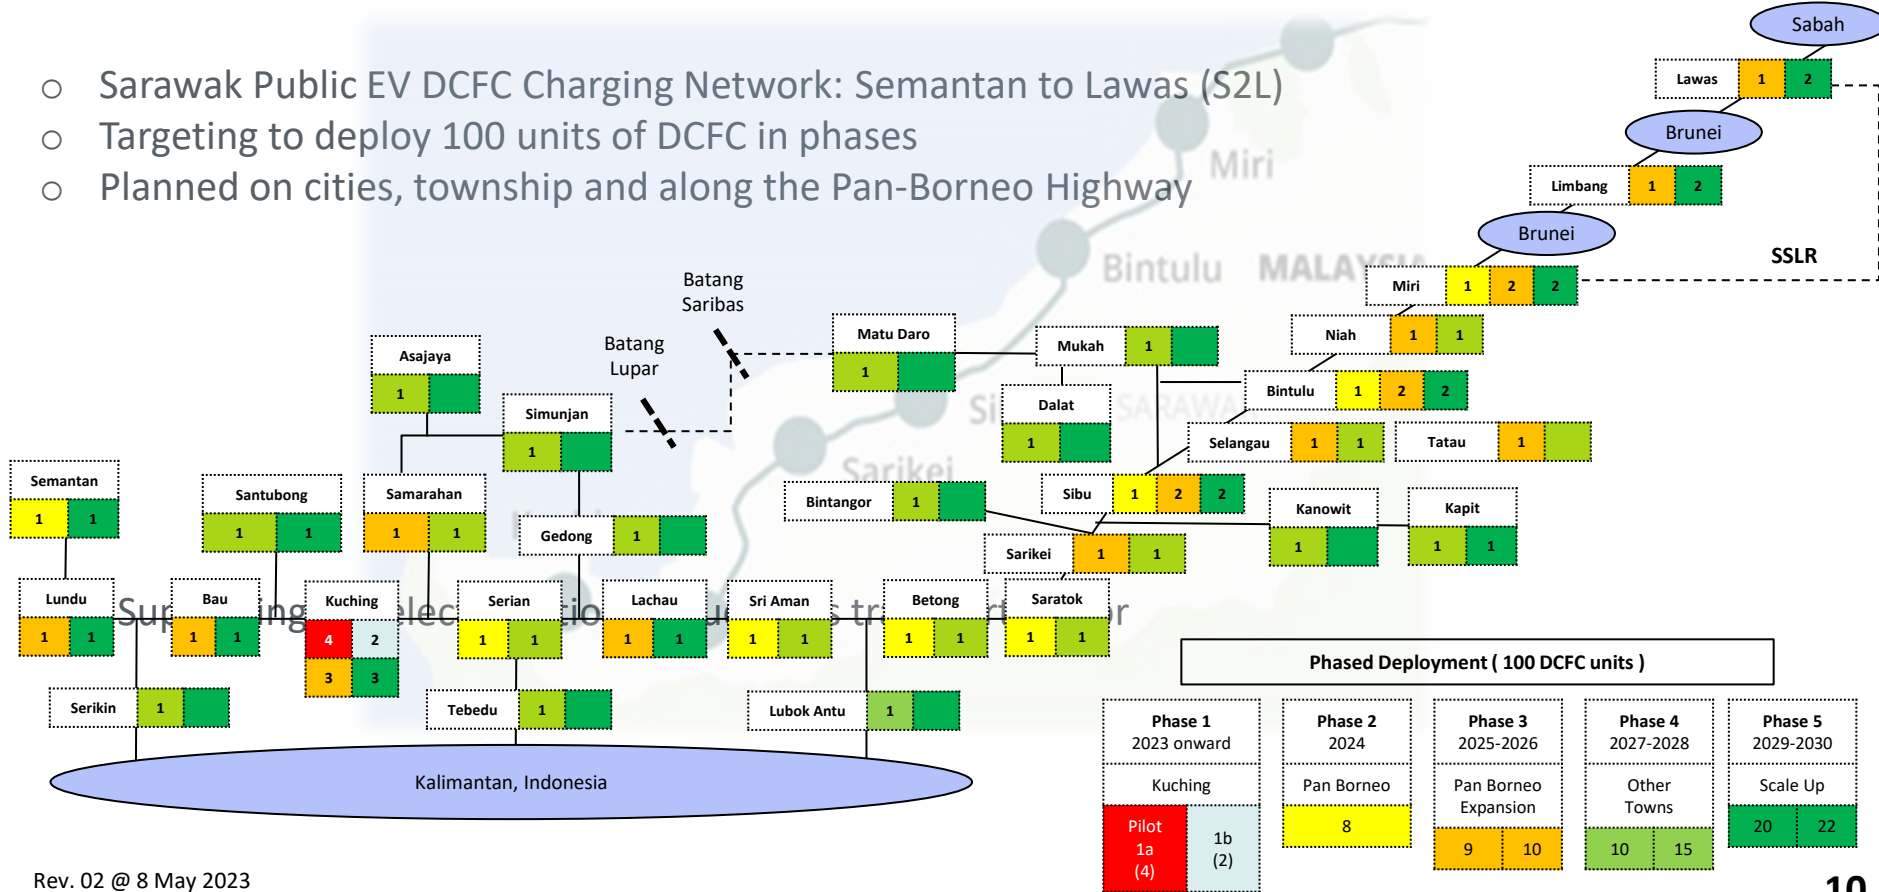 Sarawak Public EV DCFC Charging Network: Semantan to Lawas (S2L)
Targeting to deploy 100 units of DCFC in phases
Planned on cities, township and along the Pan-Borneo Highway
Sabah
Lawas 1 2
Brunei
Limbang 1 2
Brunei
SSLR
Miri 1 2 2
Niah 1 1
Bintulu 1 2 2
Selangau 1 1
Tatau 1
Sibu 1 2 2
Miri
Bintulu MALAYSIA
SARAWAK
Sarikei
Batang
Saribas
Batang
Lupar
Matu Daro
1
Mukah 1
Dalat
1
Asajaya
1
Simunjan
1
Semantan
1 1
Santubong
1 1
Samarahan
1 1
Gedong 1
Bintangor 1
Sarikei 1 1
Kanowit
1
Kapit
1 1
Lundu
1 1
Bau
1 1
Kuching
4 2
3 3
Serian
1 1
Lachau
1 1
Sri Aman
1 1
Betong
1 1
Saratok
1 1
Serikin 1
Tebedu 1
Lubok Antu 1
Kalimantan, Indonesia
Phased Deployment ( 100 DCFC units )
Phase 1
2023 onward
Kuching
Pilot
1a
(4)
1b
(2)
Phase 2
2024
Pan Borneo
8
Phase 3
2025-2026
Pan Borneo
Expansion
9 10
Phase 4
2027-2028
Other
Towns
10 15
Phase 5
2029-2030
Scale Up
20 22
Rev. 02 @ 8 May 2023
10